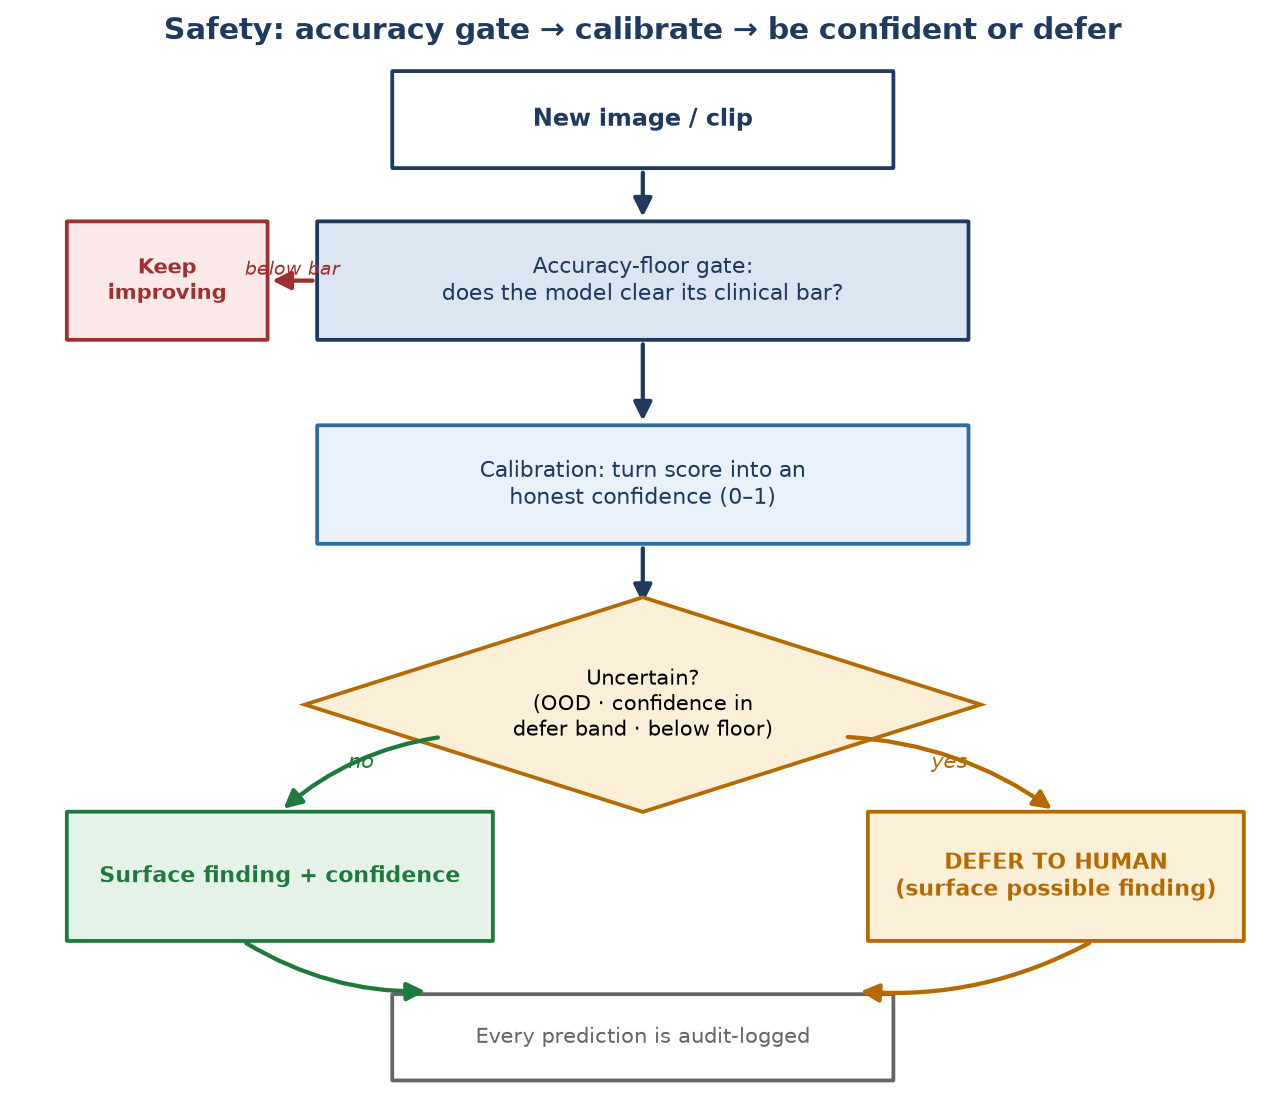 Safety: accuracy gate → calibrate → be confident or defer
New image / clip
Keep
improving
below bar
Accuracy-floor gate:
does the model clear its clinical bar?
Calibration: turn score into an
honest confidence (0–1)
Uncertain?
(OOD · confidence in
defer band · below floor)
no
yes
Surface finding + confidence
DEFER TO HUMAN
(surface possible finding)
Every prediction is audit-logged